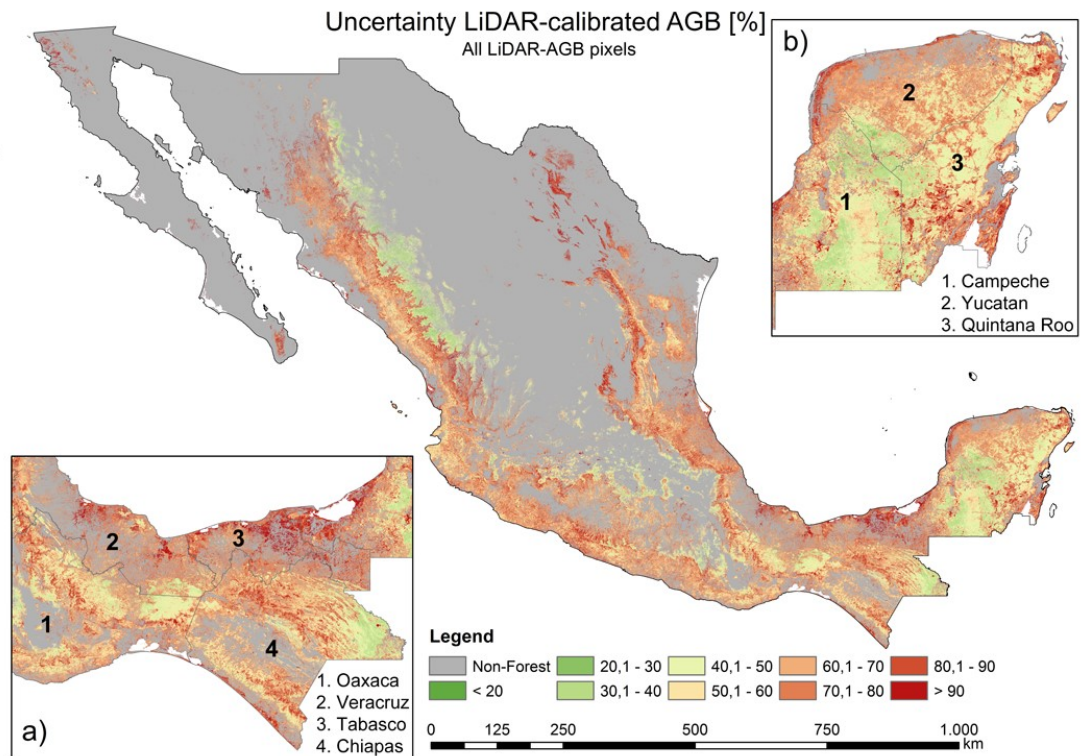 Uncertainty LiDAR-calibrated AGB [%]
All LiDAR-AGB pixels
b)
2
3
1
1. Campeche
2. Yucatan
3. Quintana Roo
2
3
1
4
1. Oaxaca
2. Veracruz
3. Tabasco
4. Chiapas
a)
Legend
Non-Forest
20,1 - 30
40,1 - 50
60,1 - 70
80,1 - 90
< 20
30,1 - 40
50,1 - 60
70,1 - 80
> 90
0 125 250 500 750 1.000
km